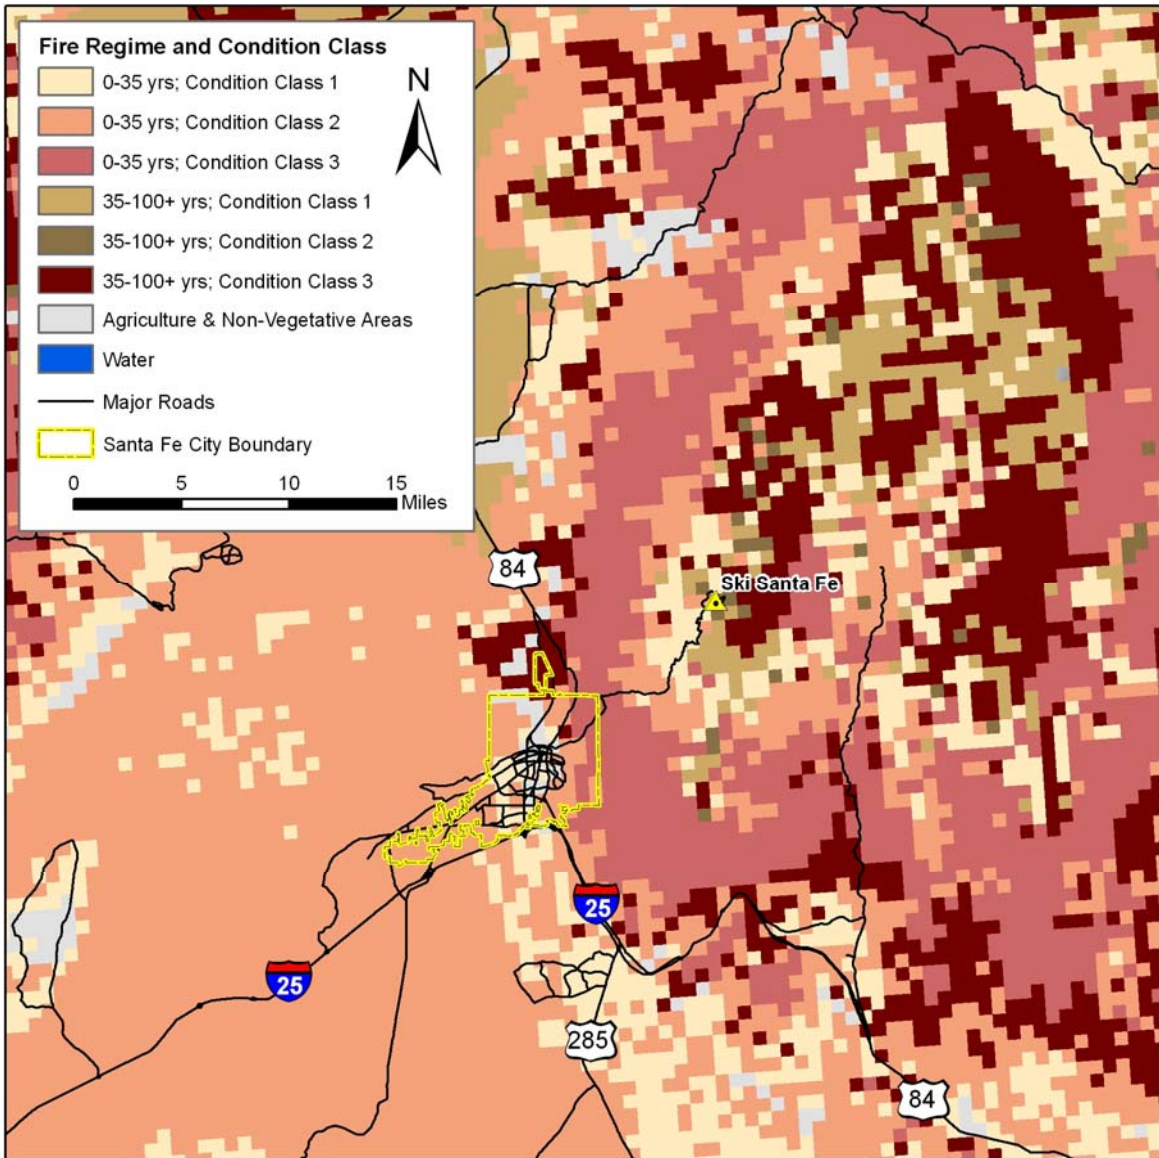 Fire Regime and Condition Class
0-35 yrs; Condition Class 1
0-35 yrs; Condition Class 2
0-35 yrs; Condition Class 3
35-100+ yrs; Condition Class 1
35-100+ yrs; Condition Class 2
35-100+ yrs; Condition Class 3
Agriculture & Non-Vegetative Areas
Water
Major Roads
Santa Fe City Boundary
0 5 10 15
Miles
N
84
Ski Santa Fe
25
25
285
84